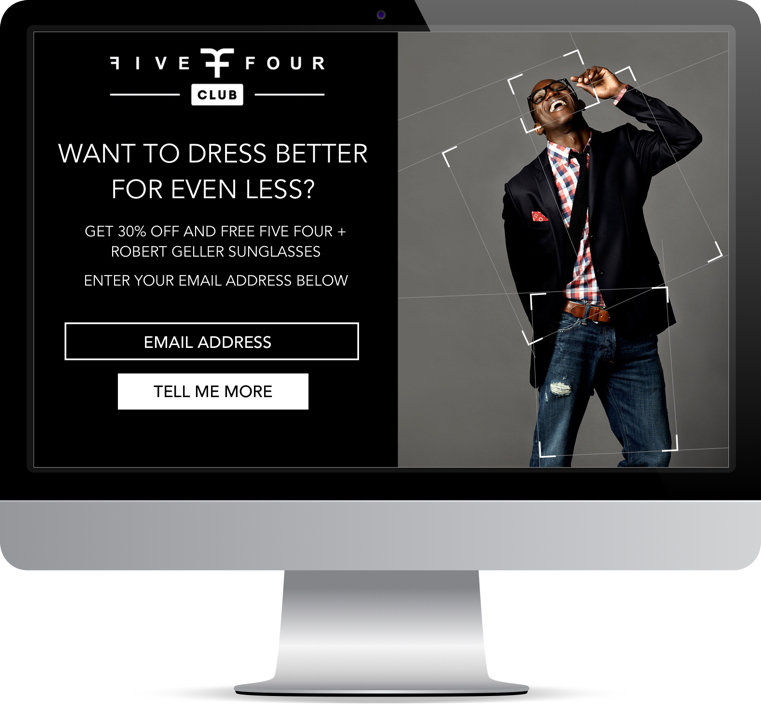 FIVE FOUR
CLUB
WANT TO DRESS BETTER
FOR EVEN LESS?
GET 30% OFF AND FREE FIVE FOUR +
ROBERT GELLER SUNGLASSES
ENTER YOUR EMAIL ADDRESS BELOW
EMAIL ADDRESS
TELL ME MORE